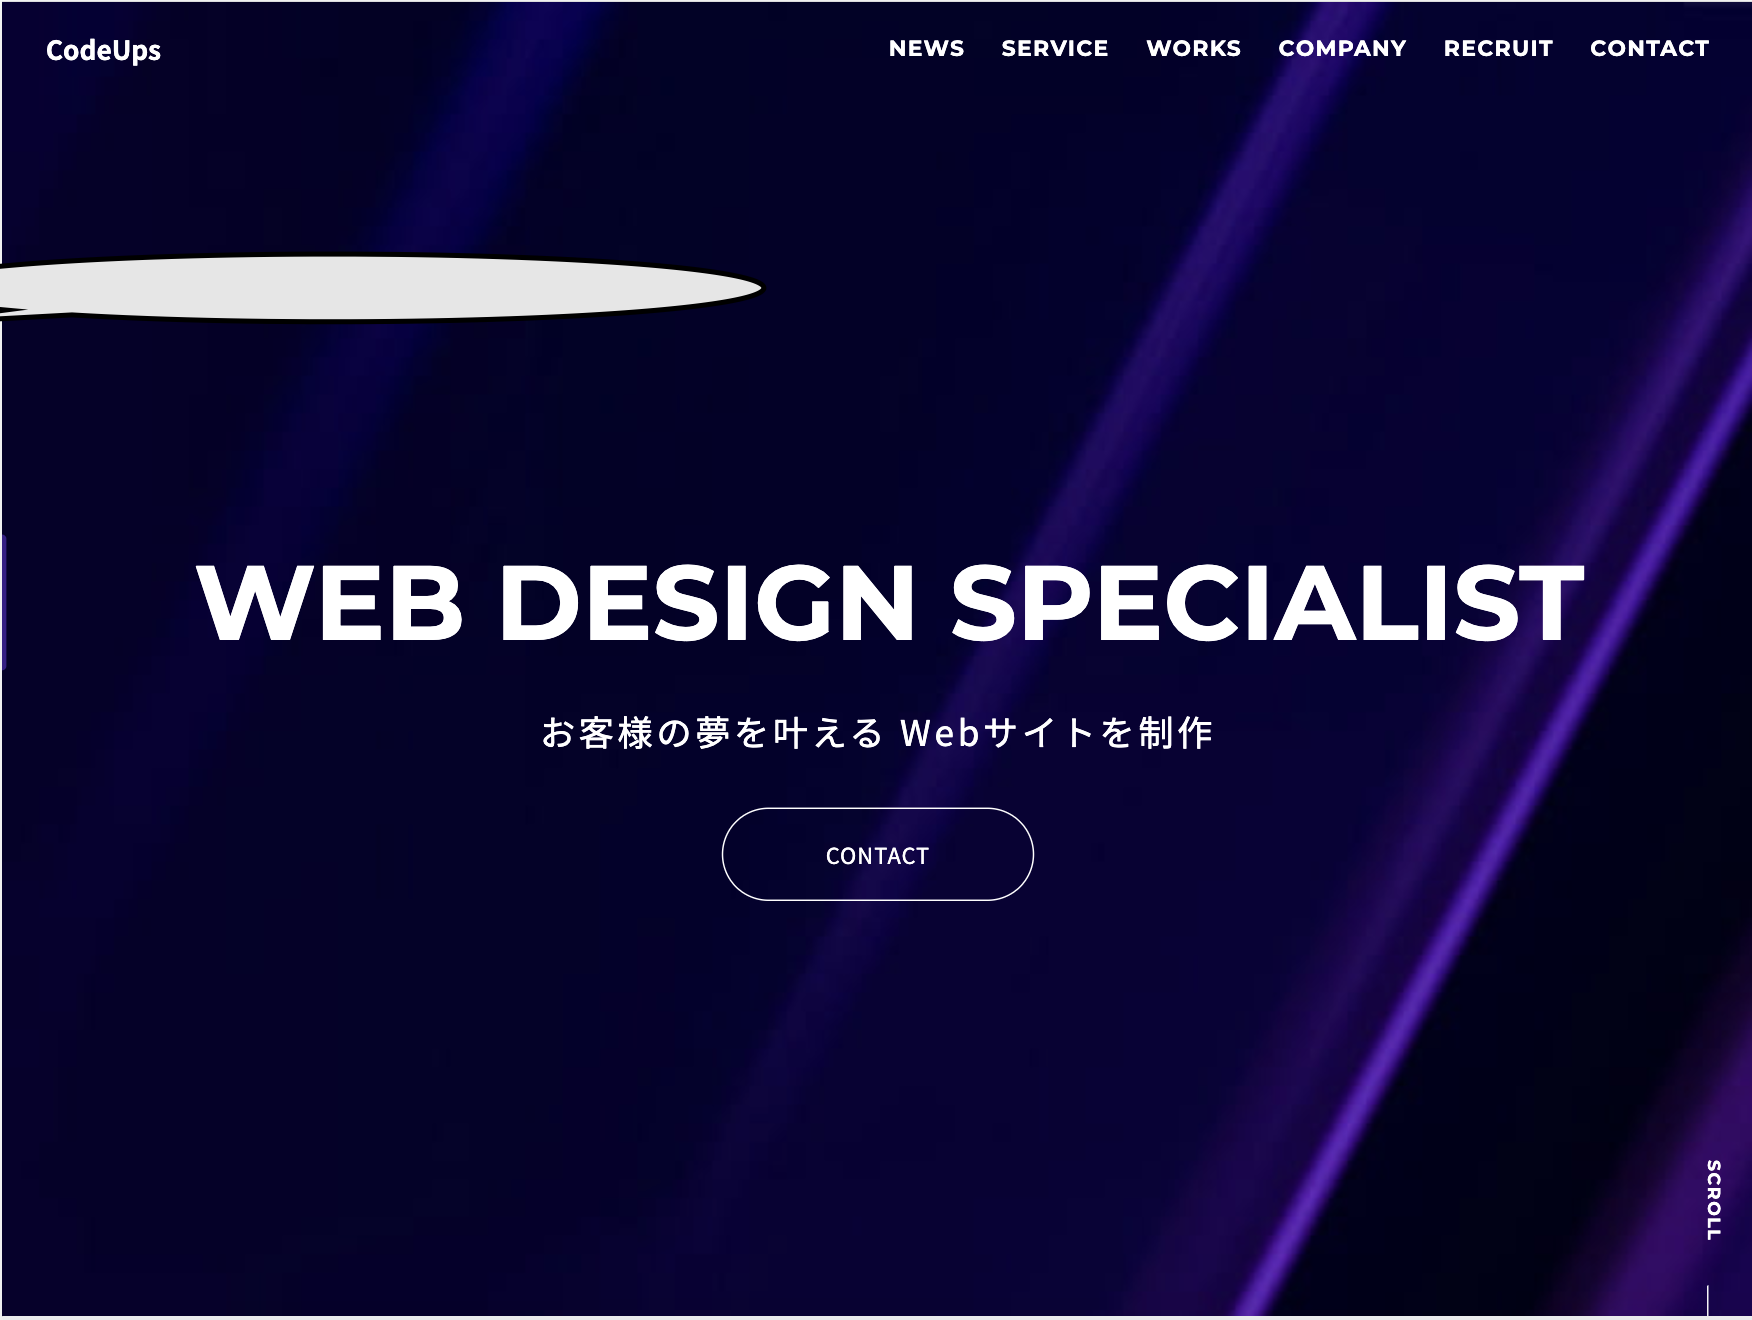 CodeUps
NEWS SERVICE WORKS COMPANY RECRUIT CONTACT
WEB DESIGN SPECIALIST
お客様の夢を叶える Webサイトを制作
CONTACT
SCROLL